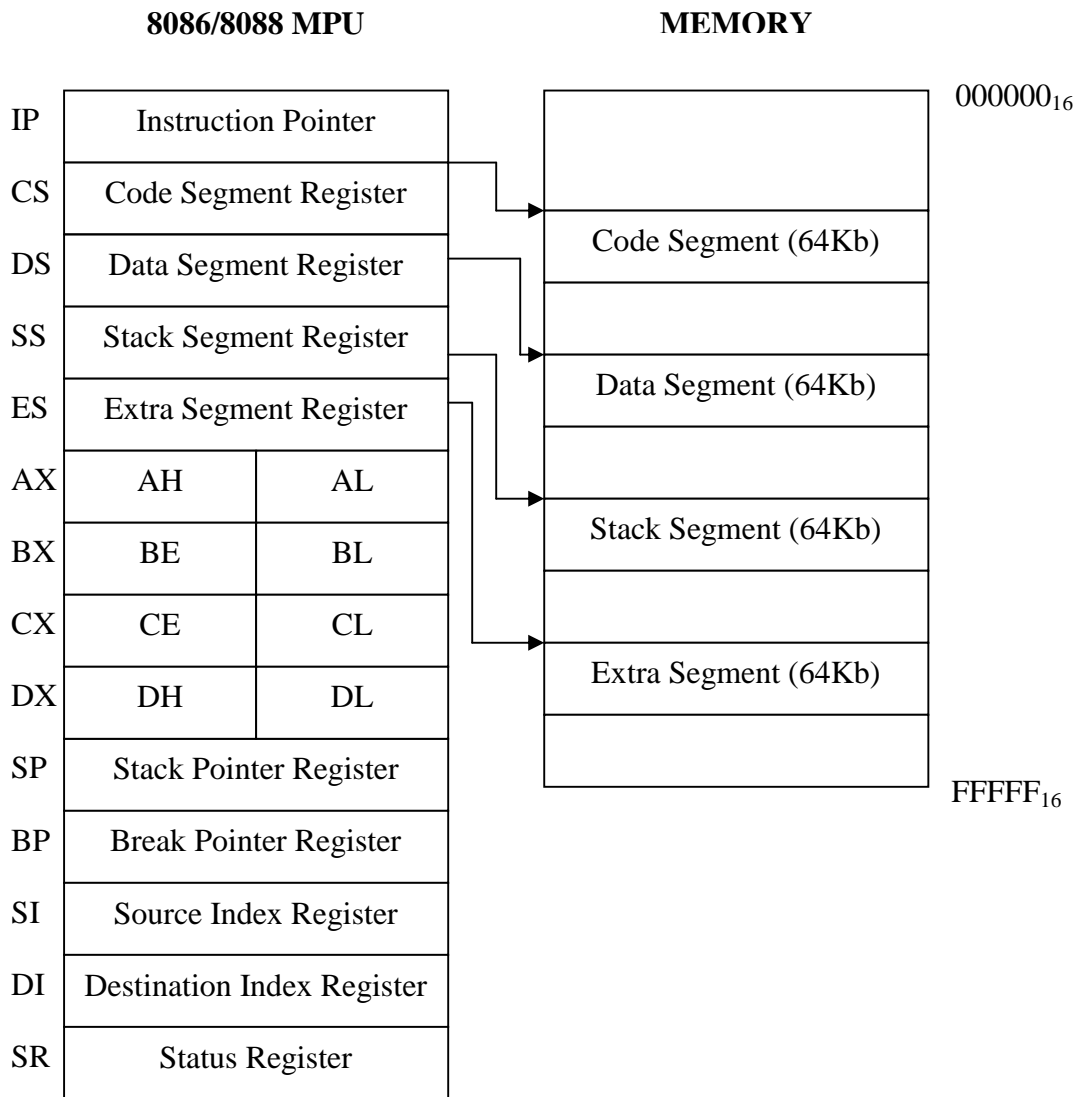 8086/8088 MPU
MEMORY
IP Instruction Pointer
CS Code Segment Register
DS Data Segment Register
SS Stack Segment Register
ES Extra Segment Register
AX AH AL
BX BE BL
CX CE CL
DX DH DL
SP Stack Pointer Register
BP Break Pointer Register
SI Source Index Register
DI Destination Index Register
SR Status Register
000000₁₆
Code Segment (64Kb)
Data Segment (64Kb)
Stack Segment (64Kb)
Extra Segment (64Kb)
FFFFF₁₆